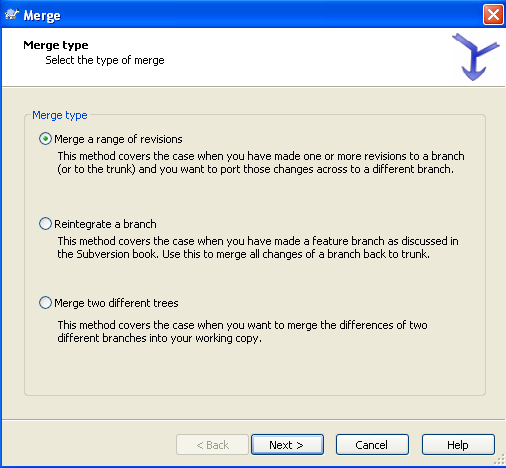 Merge
Merge type
Select the type of merge
Merge type
Merge a range of revisions
This method covers the case when you have made one or more revisions to a branch
(or to the trunk) and you want to port those changes across to a different branch.
Reintegrate a branch
This method covers the case when you have made a feature branch as discussed in
the Subversion book. Use this to merge all changes of a branch back to trunk.
Merge two different trees
This method covers the case when you want to merge the differences of two
different branches into your working copy.
< Back Next > Cancel Help